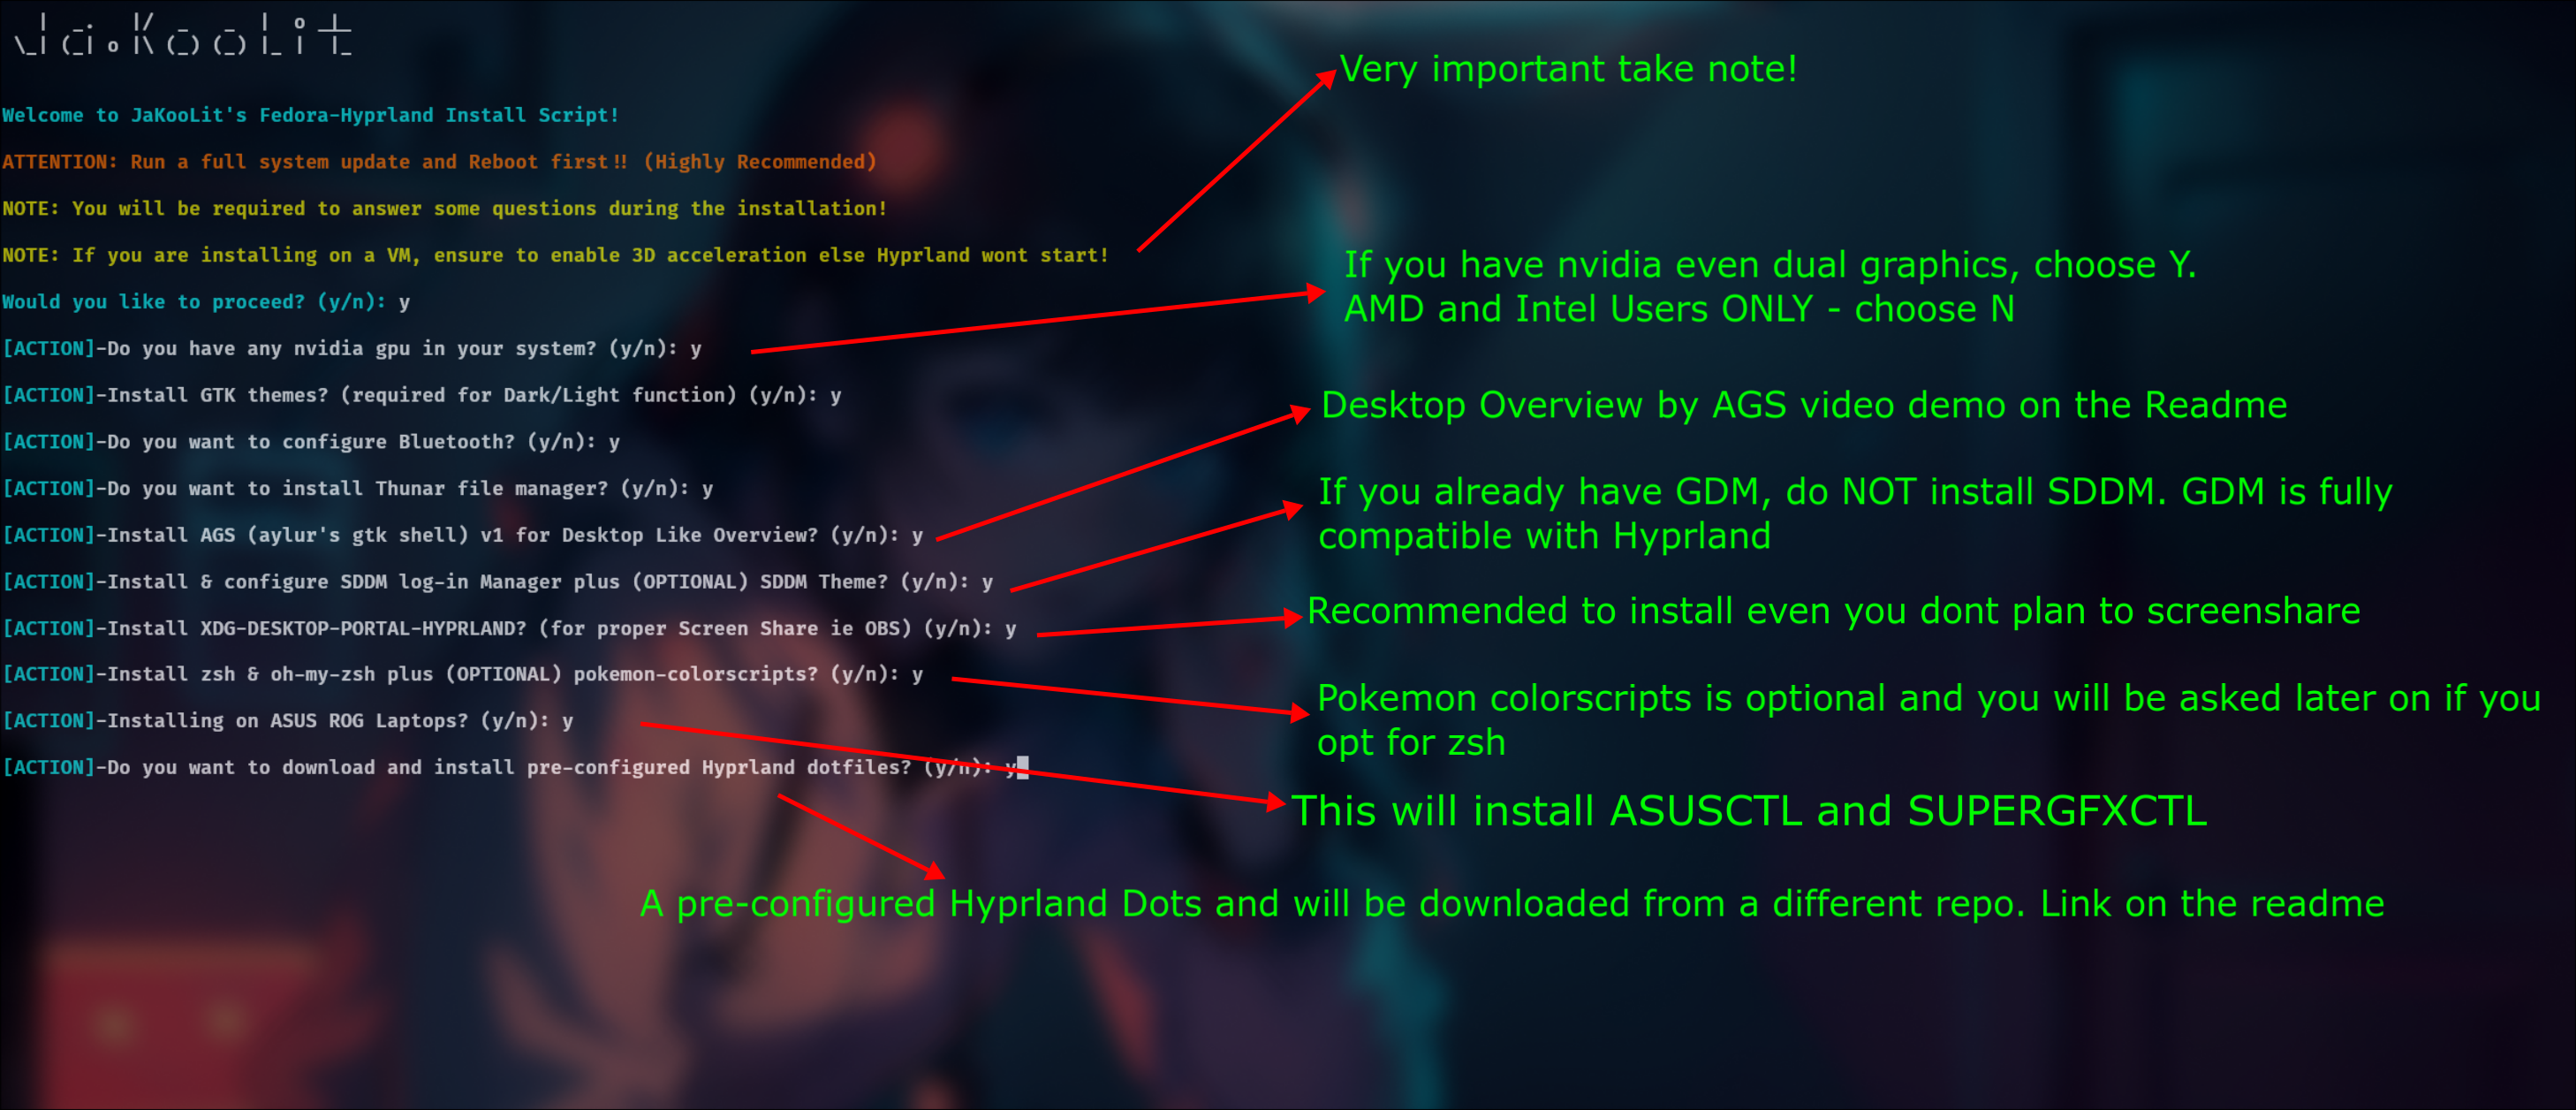 Ja.KooLit
Welcome to JaKooLit's Fedora-Hyprland Install Script!
ATTENTION: Run a full system update and Reboot first!! (Highly Recommended)
NOTE: You will be required to answer some questions during the installation!
NOTE: If you are installing on a VM, ensure to enable 3D acceleration else Hyprland wont start!
Very important take note!
Would you like to proceed? (y/n): y
[ACTION]-Do you have any nvidia gpu in your system? (y/n): y
If you have nvidia even dual graphics, choose Y.
AMD and Intel Users ONLY - choose N
[ACTION]-Install GTK themes? (required for Dark/Light function) (y/n): y
[ACTION]-Do you want to configure Bluetooth? (y/n): y
[ACTION]-Do you want to install Thunar file manager? (y/n): y
[ACTION]-Install AGS (aylur's gtk shell) v1 for Desktop Like Overview? (y/n): y
Desktop Overview by AGS video demo on the Readme
[ACTION]-Install & configure SDDM log-in Manager plus (OPTIONAL) SDDM Theme? (y/n): y
If you already have GDM, do NOT install SDDM. GDM is fully
compatible with Hyprland
[ACTION]-Install XDG-DESKTOP-PORTAL-HYPRLAND? (for proper Screen Share ie OBS) (y/n): y
Recommended to install even you dont plan to screenshare
[ACTION]-Install zsh & oh-my-zsh plus (OPTIONAL) pokemon-colorscripts? (y/n): y
Pokemon colorscripts is optional and you will be asked later on if you
opt for zsh
[ACTION]-Installing on ASUS ROG Laptops? (y/n): y
This will install ASUSCTL and SUPERGFXCTL
[ACTION]-Do you want to download and install pre-configured Hyprland dotfiles? (y/n): y
A pre-configured Hyprland Dots and will be downloaded from a different repo. Link on the readme